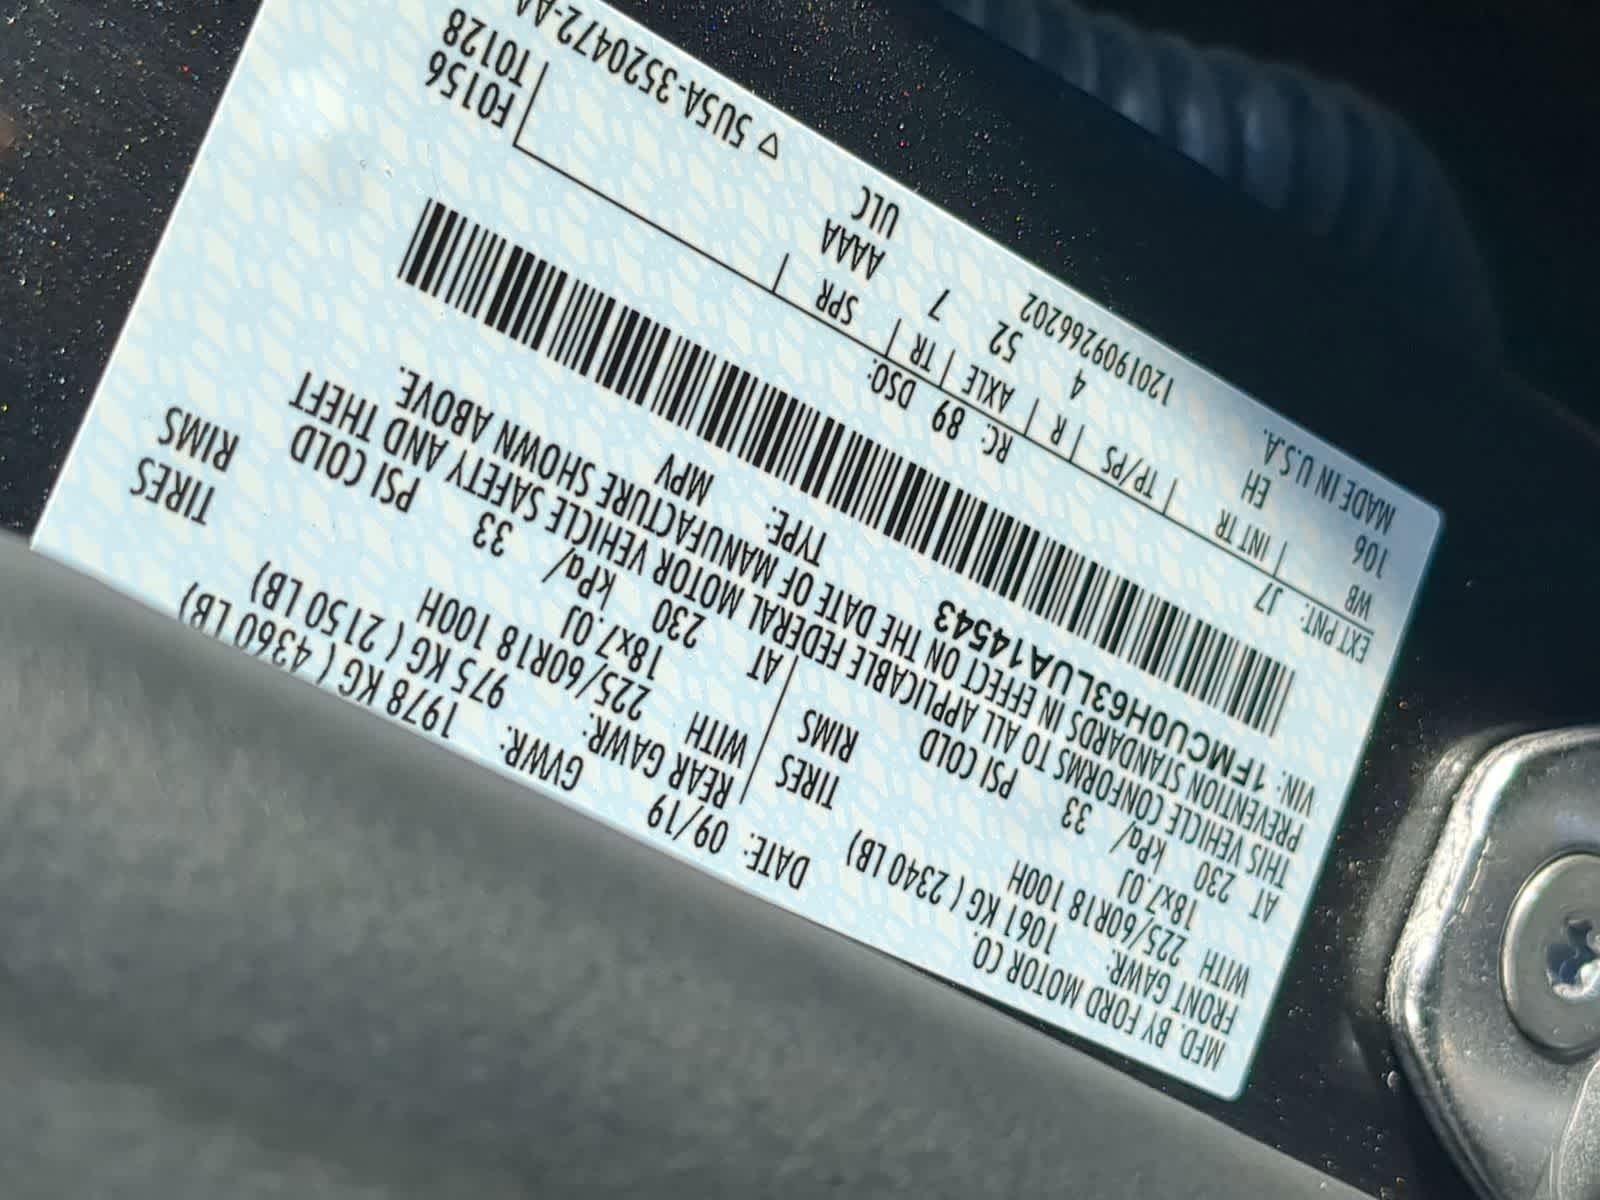 MFD. BY FORD MOTOR CO.
DATE: 09/19 GVWR: 1978 KG ( 4360 LB)
FRONT GAWR: 1061 KG ( 2340 LB) REAR GAWR: 975 KG ( 2150 LB)
WITH 225/60R18 100H TIRES WITH 225/60R18 100H TIRES
18x7.0J RIMS 18x7.0J RIMS
AT 230 kPa/ 33 PSI COLD AT 230 kPa/ 33 PSI COLD
THIS VEHICLE CONFORMS TO ALL APPLICABLE FEDERAL MOTOR VEHICLE SAFETY AND THEFT
PREVENTION STANDARDS IN EFFECT ON THE DATE OF MANUFACTURE SHOWN ABOVE.
VIN: 1FMCU0H63LUA14543 TYPE: MPV
EXT PNT: J7 RC: 89 DSO: F0156
WB | INT TR | TP/PS | R | AXLE | TR | SPR T0128
106 EH 4 52 7 AAAA
MADE IN U.S.A. 1201909266202 ULC ▽ 5U5A-3520472-AA